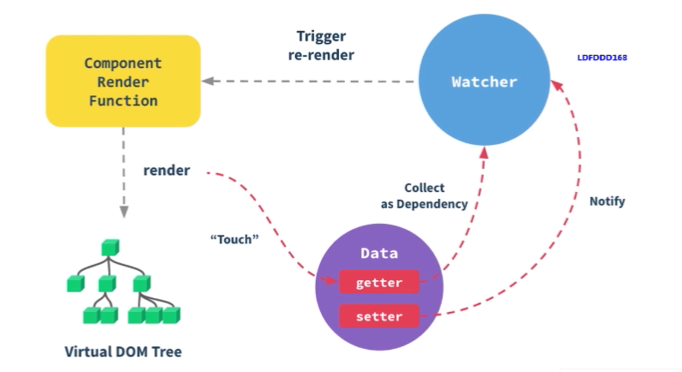 Trigger
re-render
LDFDDD168
Component
Render
Function
Watcher
render
Collect
as Dependency
Notify
“Touch”
Data
getter
setter
Virtual DOM Tree